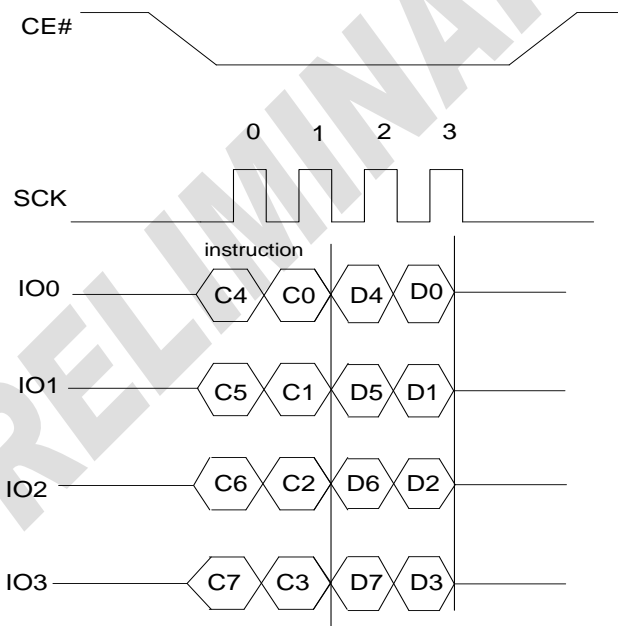 CE#
0 1 2 3
SCK
instruction
IO0 C4 C0 D4 D0
IO1 C5 C1 D5 D1
IO2 C6 C2 D6 D2
IO3 C7 C3 D7 D3